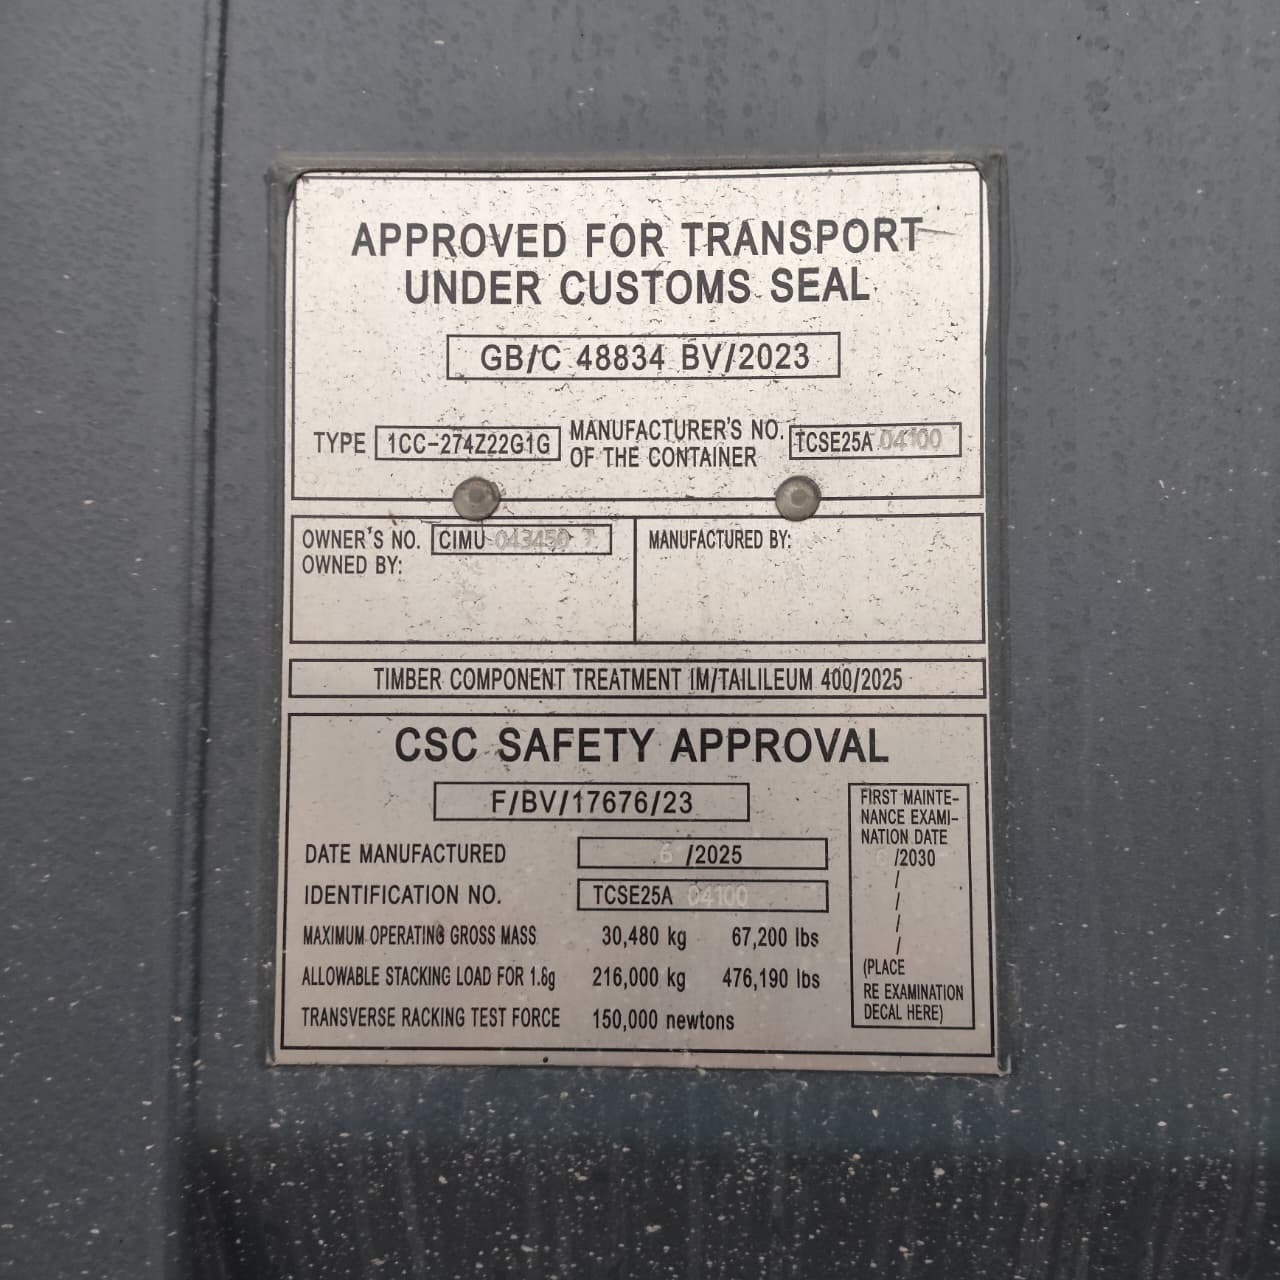 APPROVED FOR TRANSPORT
UNDER CUSTOMS SEAL
GB/C 48834 BV/2023
TYPE 1CC-274Z22G1G MANUFACTURER'S NO. OF THE CONTAINER TCSE25A 04100
OWNER'S NO. CIMU
OWNED BY:
MANUFACTURED BY:
TIMBER COMPONENT TREATMENT IM/TAILILEUM 400/2025
CSC SAFETY APPROVAL
F/BV/17676/23
DATE MANUFACTURED 6 /2025
IDENTIFICATION NO. TCSE25A 04100
MAXIMUM OPERATING GROSS MASS 30,480 kg 67,200 lbs
ALLOWABLE STACKING LOAD FOR 1.8g 216,000 kg 476,190 lbs
TRANSVERSE RACKING TEST FORCE 150,000 newtons
FIRST MAINTE-
NANCE EXAMI-
NATION DATE
/2030
/
/
/
/
(PLACE
RE EXAMINATION
DECAL HERE)